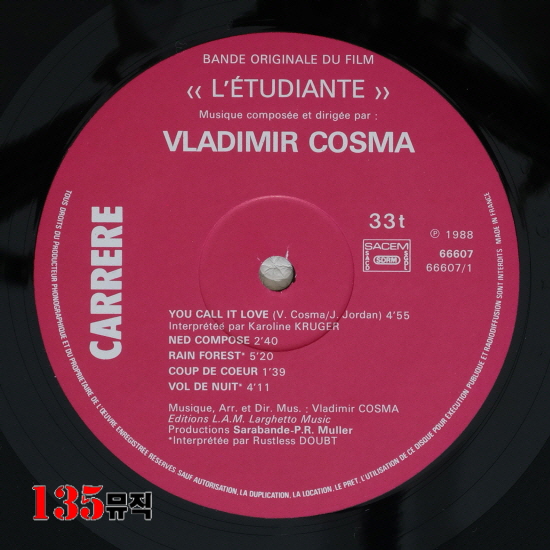 BANDE ORIGINALE DU FILM
« L'ÉTUDIANTE »
Musique composée et dirigée par :
VLADIMIR COSMA
CARRERE
33t
℗ 1988
SACEM
SDRM
SACD
SGDL
66607
66607/1
YOU CALL IT LOVE (V. Cosma/J. Jordan) 4'55
Interprétéé par Karoline KRUGER
NED COMPOSE 2'40
RAIN FOREST* 5'20
COUP DE COEUR 1'39
VOL DE NUIT* 4'11
Musique, Arr. et Dir. Mus. : Vladimir COSMA
Editions L.A.M. Larghetto Music
Productions Sarabande-P.R. Muller
*Interprétée par Rustless DOUBT
TOUS DROITS DU PRODUCTEUR PHONOGRAPHIQUE ET DU PROPRIETAIRE DE L'ŒUVRE ENREGISTREE RESERVES SAUF AUTORISATION, LA DUPLICATION, LA LOCATION, LE PRET, L'UTILISATION DE CE DISQUE POUR EXECUTION PUBLIQUE ET RADIODIFFUSION SONT INTERDITS MADE IN FRANCE
135뮤직